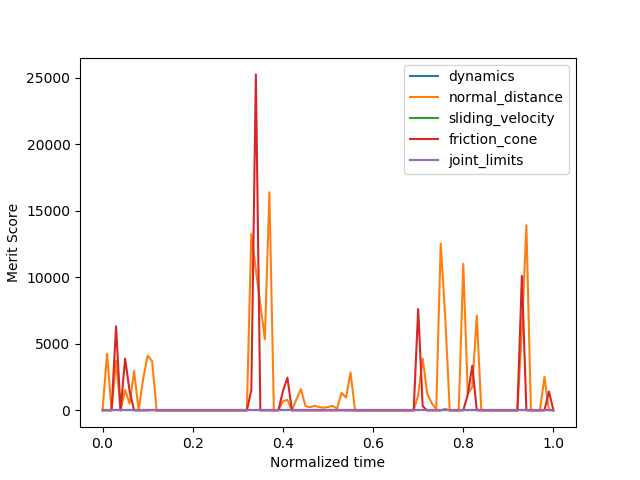 dynamics
normal_distance
sliding_velocity
friction_cone
joint_limits
25000
20000
15000
10000
5000
0
Merit Score
0.0 0.2 0.4 0.6 0.8 1.0
Normalized time